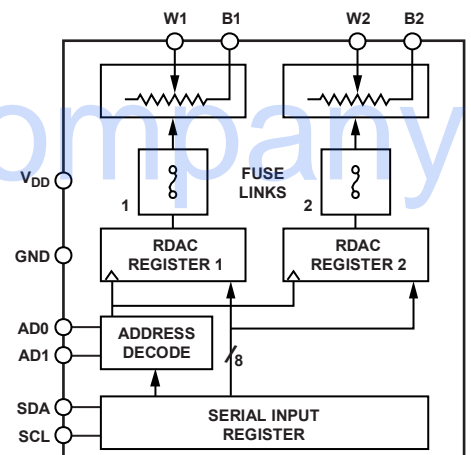 W1 B1 W2 B2
ompany
VDD
FUSE
LINKS
1
2
GND
RDAC
REGISTER 1
RDAC
REGISTER 2
AD0
AD1
ADDRESS
DECODE
8
SDA
SCL
SERIAL INPUT
REGISTER